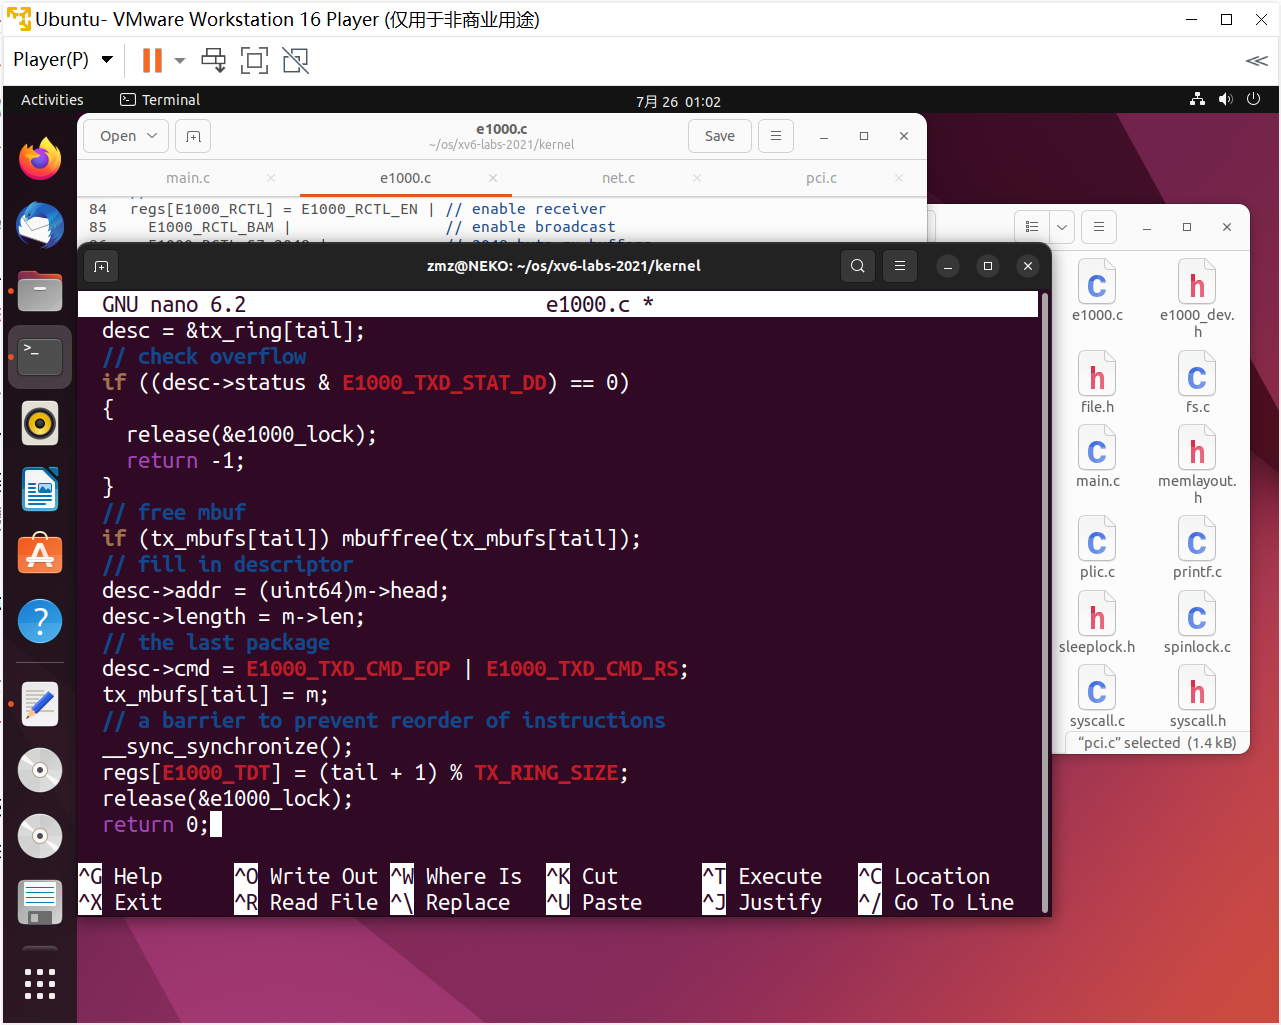 Ubuntu- VMware Workstation 16 Player (仅用于非商业用途)
Player(P)
Activities
Terminal
7月 26 01:02
Open
e1000.c
~/os/xv6-labs-2021/kernel
Save
main.c
e1000.c
net.c
pci.c
84 regs[E1000_RCTL] = E1000_RCTL_EN | // enable receiver
85 E1000_RCTL_BAM | // enable broadcast
zmz@NEKO: ~/os/xv6-labs-2021/kernel
GNU nano 6.2 e1000.c *
desc = &tx_ring[tail];
// check overflow
if ((desc->status & E1000_TXD_STAT_DD) == 0)
{
release(&e1000_lock);
return -1;
}
// free mbuf
if (tx_mbufs[tail]) mbuffree(tx_mbufs[tail]);
// fill in descriptor
desc->addr = (uint64)m->head;
desc->length = m->len;
// the last package
desc->cmd = E1000_TXD_CMD_EOP | E1000_TXD_CMD_RS;
tx_mbufs[tail] = m;
// a barrier to prevent reorder of instructions
__sync_synchronize();
regs[E1000_TDT] = (tail + 1) % TX_RING_SIZE;
release(&e1000_lock);
return 0;
^G Help ^O Write Out ^W Where Is ^K Cut ^T Execute ^C Location
^X Exit ^R Read File ^\ Replace ^U Paste ^J Justify ^/ Go To Line
e1000.c
e1000_dev.
h
file.h
fs.c
main.c
memlayout.
h
plic.c
printf.c
sleeplock.h
spinlock.c
syscall.c
syscall.h
“pci.c” selected (1.4 kB)